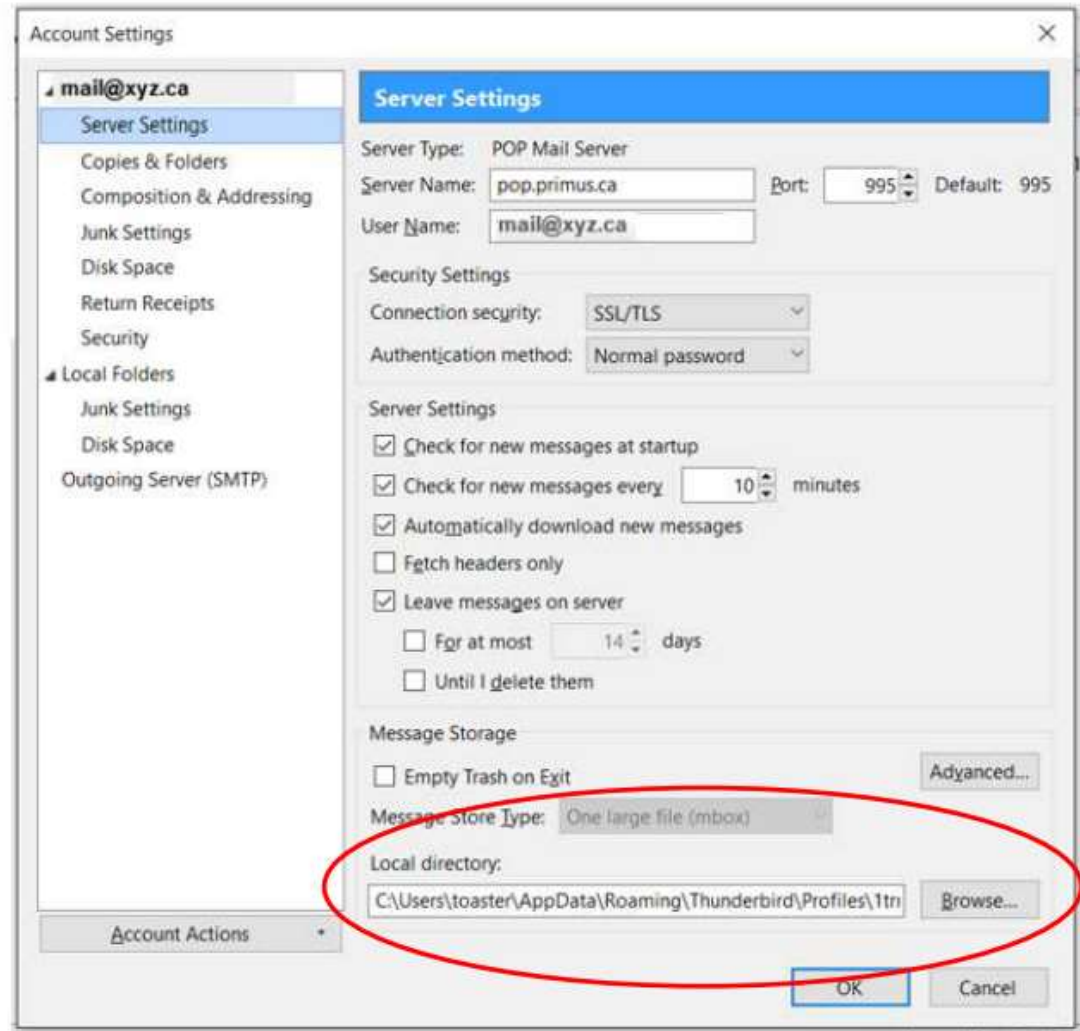 Account Settings
mail@xyz.ca
Server Settings
Copies & Folders
Composition & Addressing
Junk Settings
Disk Space
Return Receipts
Security
Local Folders
Junk Settings
Disk Space
Outgoing Server (SMTP)
Account Actions
Server Settings
Server Type: POP Mail Server
Server Name: pop.primus.ca Port: 995 Default: 995
User Name: mail@xyz.ca
Security Settings
Connection security: SSL/TLS
Authentication method: Normal password
Server Settings
Check for new messages at startup
Check for new messages every 10 minutes
Automatically download new messages
Fetch headers only
Leave messages on server
For at most 14 days
Until I delete them
Message Storage
Empty Trash on Exit Advanced...
Message Store Type: One large file (mbox)
Local directory:
C:\Users\toaster\AppData\Roaming\Thunderbird\Profiles\ Browse...
OK Cancel